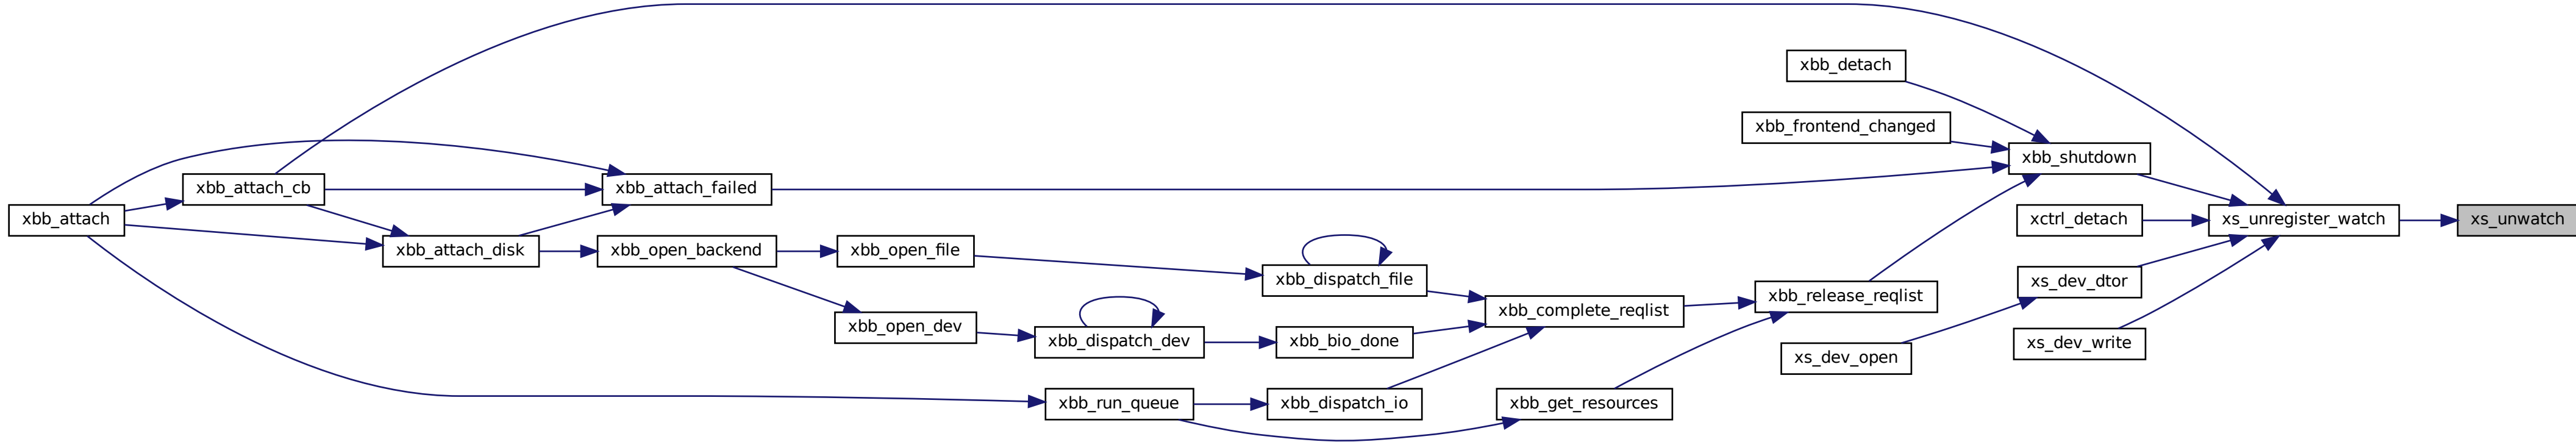 xbb_detach
xbb_frontend_changed
xbb_shutdown
xbb_attach_cb
xbb_attach_failed
xbb_attach
xctrl_detach
xs_unregister_watch
xs_unwatch
xbb_attach_disk
xbb_open_backend
xbb_open_file
xbb_dispatch_file
xs_dev_dtor
xbb_release_reqlist
xbb_complete_reqlist
xbb_open_dev
xbb_dispatch_dev
xbb_bio_done
xs_dev_write
xs_dev_open
xbb_run_queue
xbb_dispatch_io
xbb_get_resources